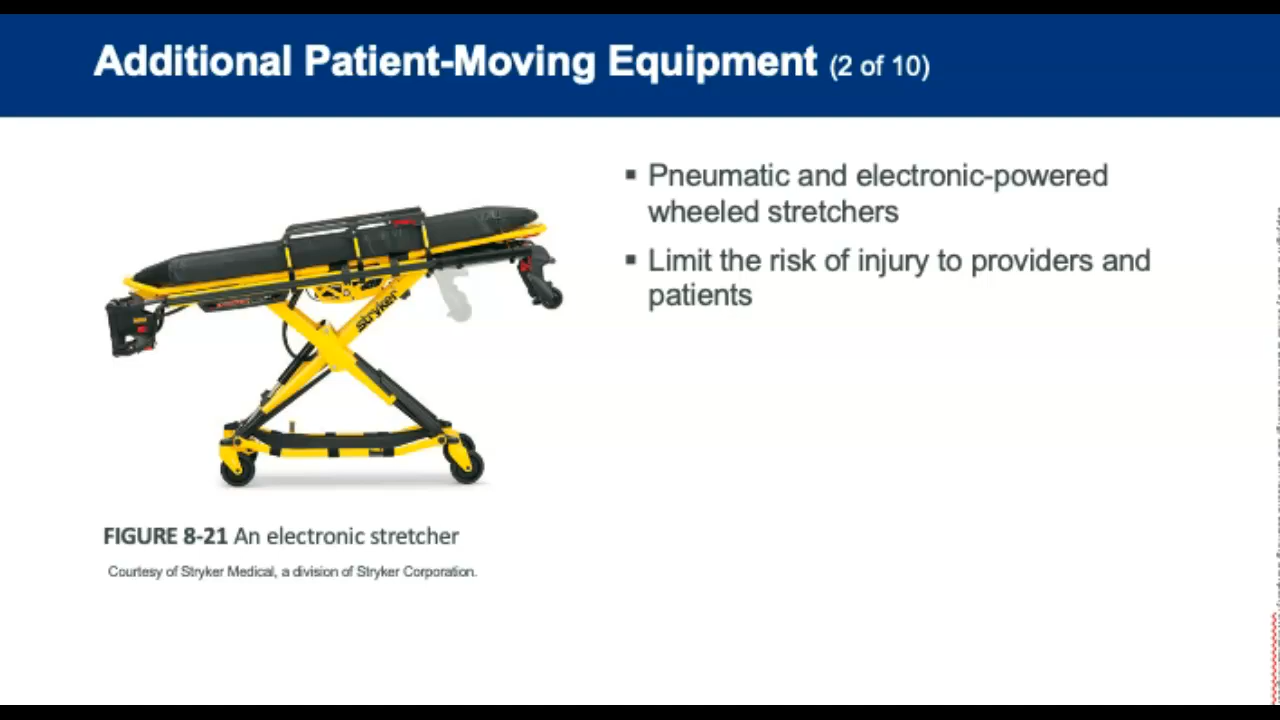 Additional Patient-Moving Equipment (2 of 10)
▪ Pneumatic and electronic-powered
wheeled stretchers
▪ Limit the risk of injury to providers and
patients
stryker
FIGURE 8-21 An electronic stretcher
Courtesy of Stryker Medical, a division of Stryker Corporation.